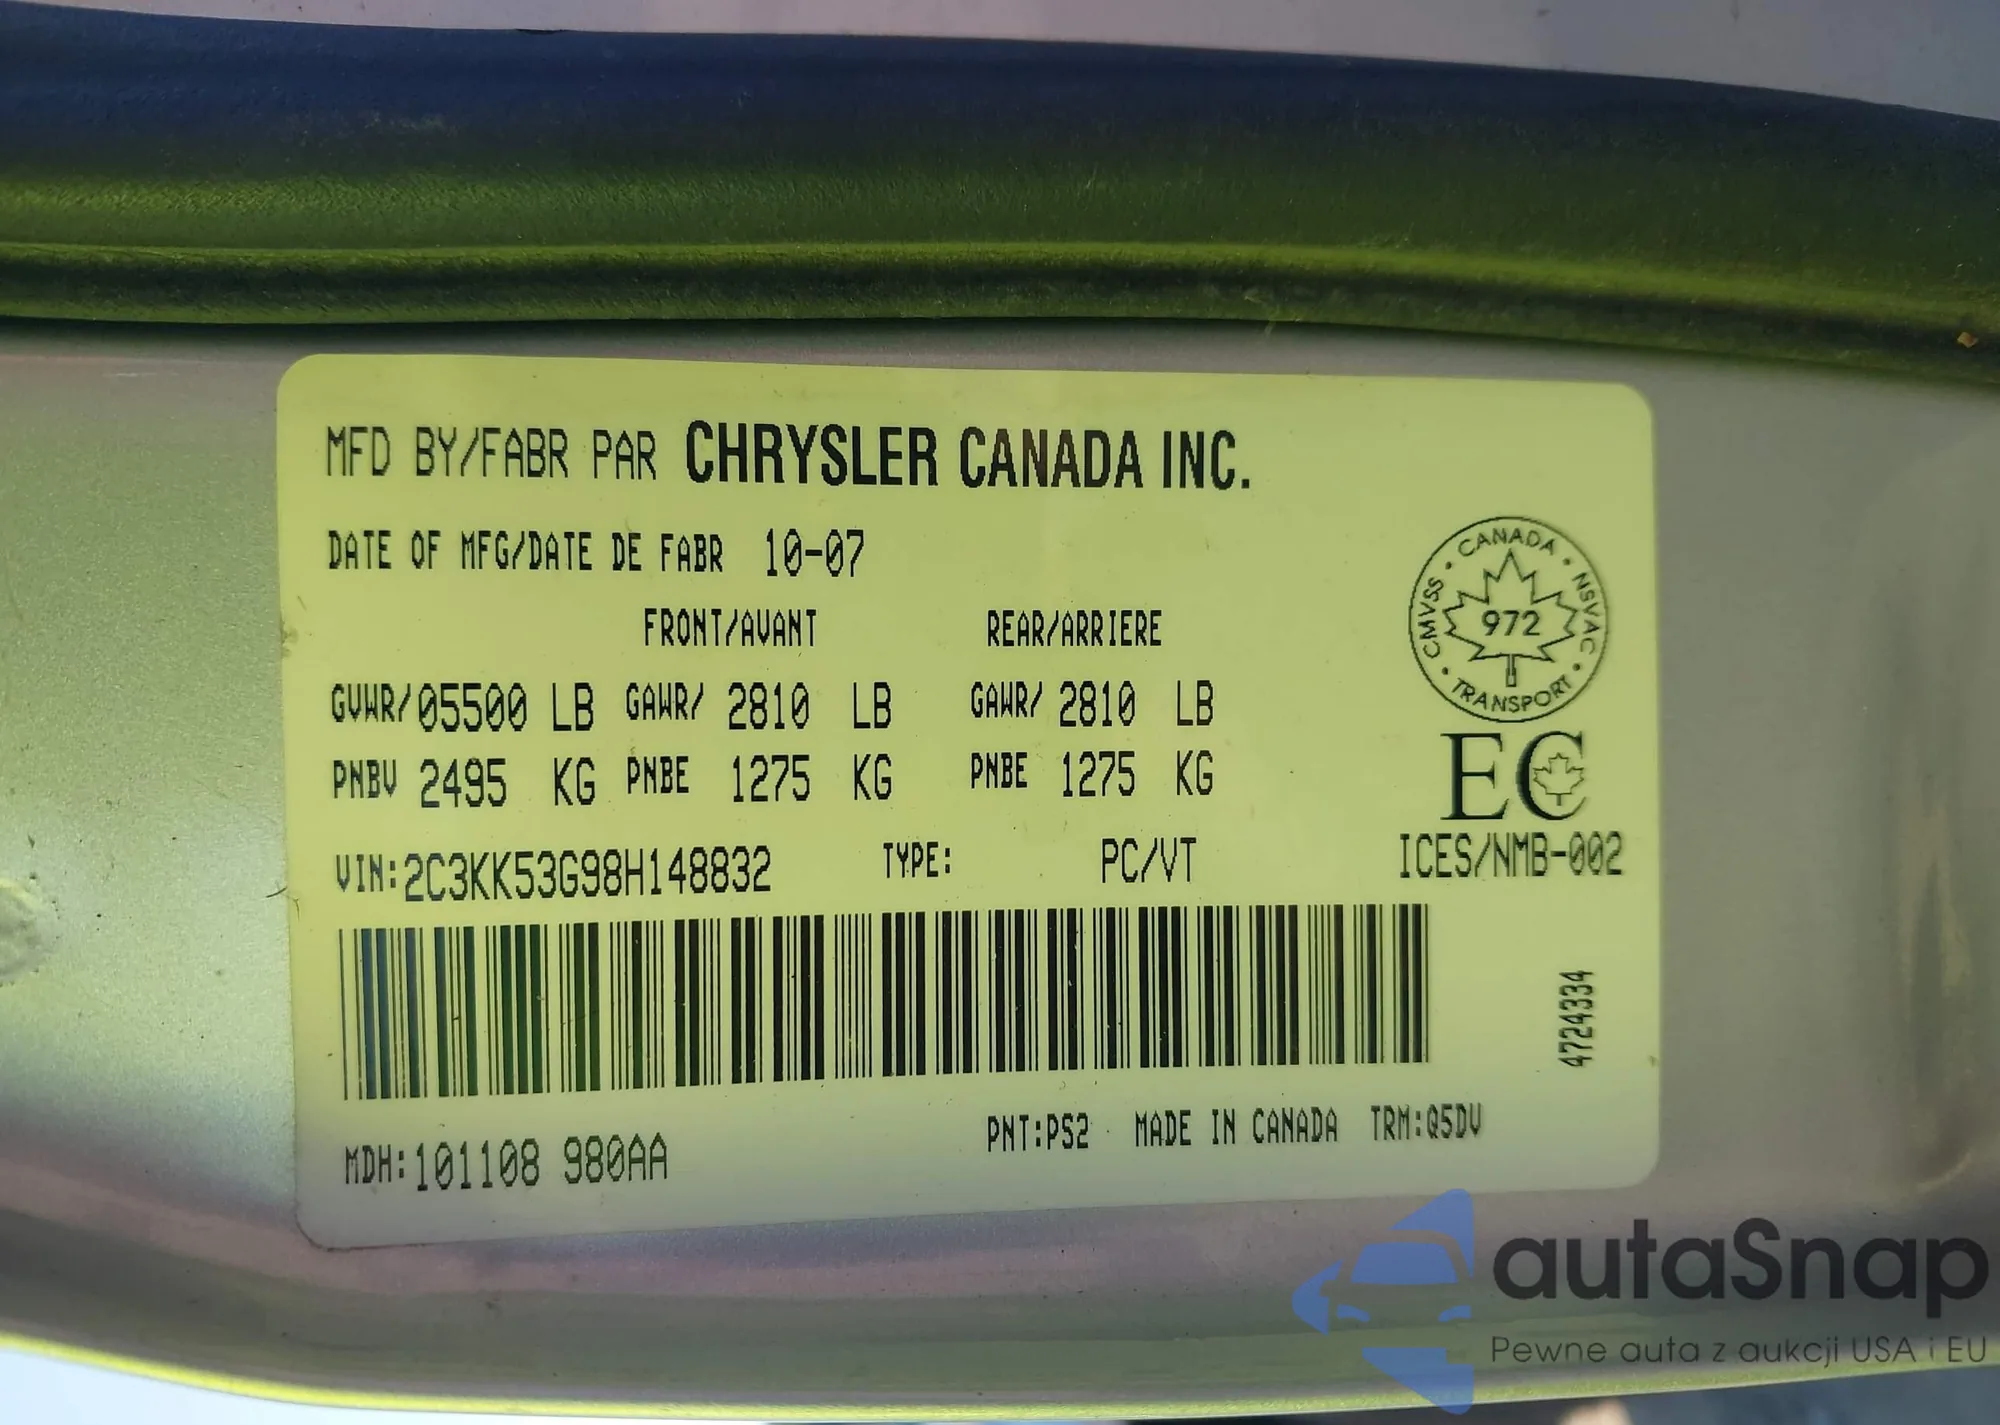 MFD BY/FABR PAR CHRYSLER CANADA INC.
DATE OF MFG/DATE DE FABR 10-07
FRONT/AVANT REAR/ARRIERE
GVWR/05500 LB GAWR/ 2810 LB GAWR/ 2810 LB
PNBV 2495 KG PNBE 1275 KG PNBE 1275 KG
VIN:2C3KK53G98H148832 TYPE: PC/VT
CANADA
CMVSS
NSVAC
972
TRANSPORT
EC
ICES/NMB-002
4724334
MDH:101108 980AA
PNT:PS2 MADE IN CANADA TRM:Q5DV
autaSnap
Pewne auta z aukcji USA i EU